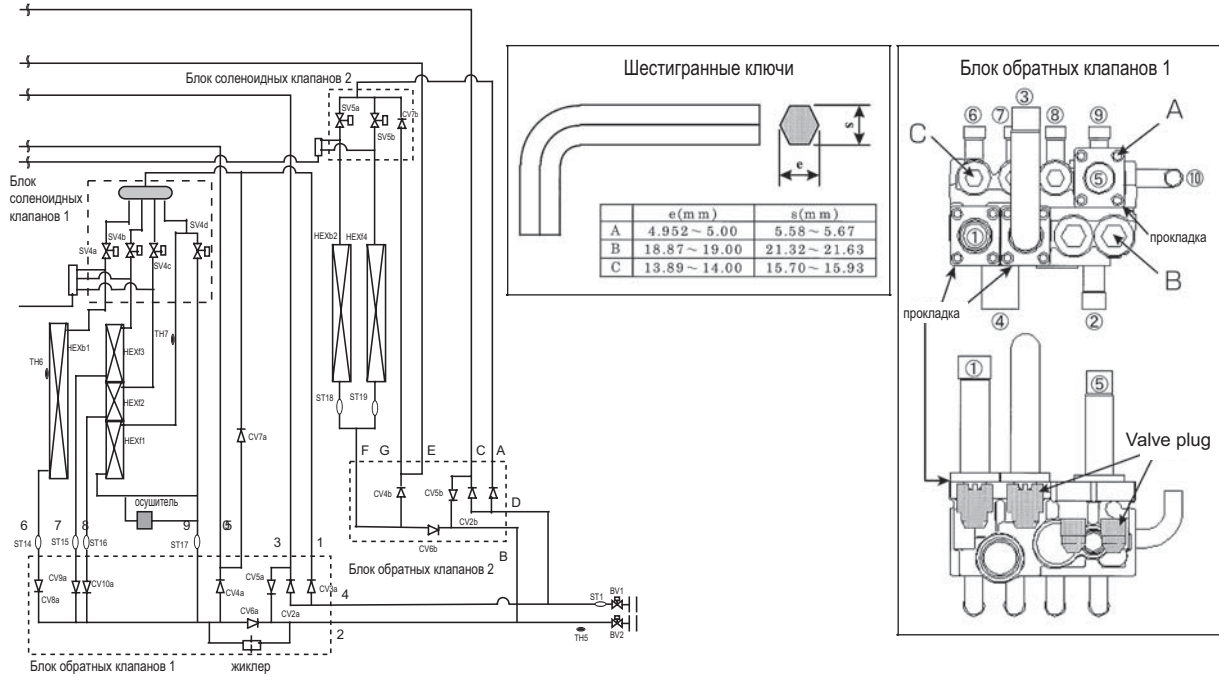 Блок соленоидных клапанов 2
SV5a
SV5b
CV7b
Блок
соленоидных
клапанов 1
SV4a
SV4b
SV4c
SV4d
HEXb2
HEXf4
TH6
HEXb1
HEXf3
HEXf2
HEXf1
TH7
CV7a
осушитель
ST18
ST19
F
G
E
C
A
CV4b
CV5b
D
CV2b
CV6b
B
Блок обратных клапанов 2
6
7
8
9
5
3
1
ST14
ST15
ST16
ST17
CV8a
CV9a
CV10a
CV4a
CV5a
CV2a
CV3a
CV6a
4
2
ST1
BV1
TH5
BV2
Блок обратных клапанов 1
жиклер
Шестигранные ключи
s
e
e(mm) s(mm)
A 4.952～5.00 5.58～5.67
B 18.87～19.00 21.32～21.63
C 13.89～14.00 15.70～15.93
Блок обратных клапанов 1
③
⑥ ⑦ ⑧ ⑨
A
C
⑤
⑩
①
прокладка
B
прокладка
④
②
①
⑤
Valve plug